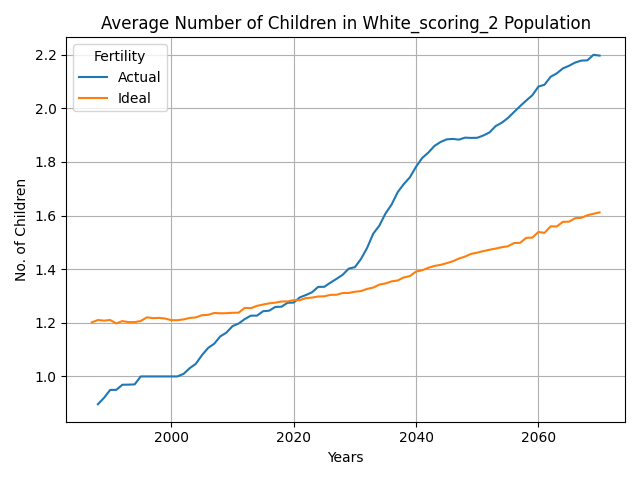 Average Number of Children in White_scoring_2 Population
Fertility
Actual
Ideal
No. of Children
2.2
2.0
1.8
1.6
1.4
1.2
1.0
2000
2020
2040
2060
Years